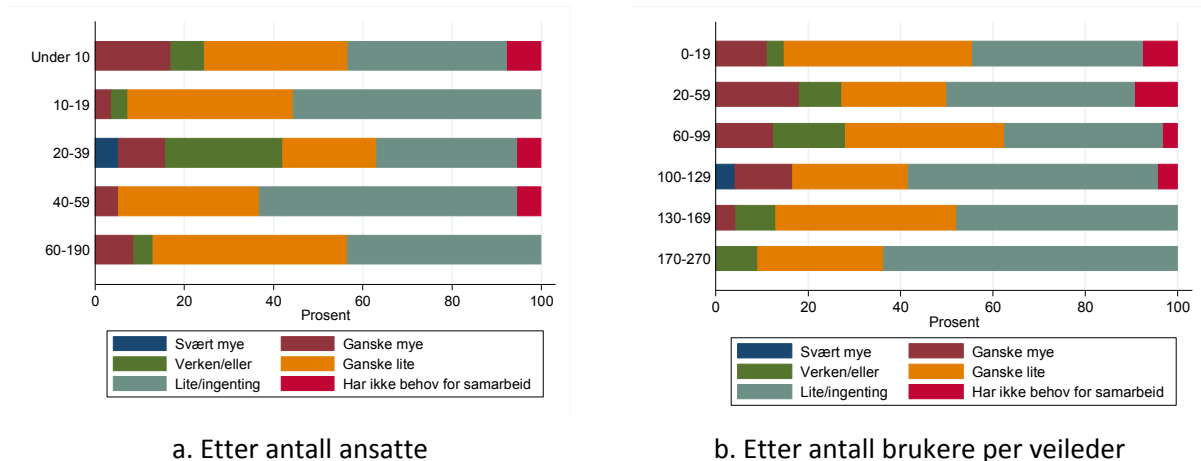 Under 10
10-19
20-39
40-59
60-190
0 20 40 60 80 100
Prosent
Svært mye Ganske mye
Verken/eller Ganske lite
Lite/ingenting Har ikke behov for samarbeid
a. Etter antall ansatte
0-19
20-59
60-99
100-129
130-169
170-270
0 20 40 60 80 100
Prosent
Svært mye Ganske mye
Verken/eller Ganske lite
Lite/ingenting Har ikke behov for samarbeid
b. Etter antall brukere per veileder